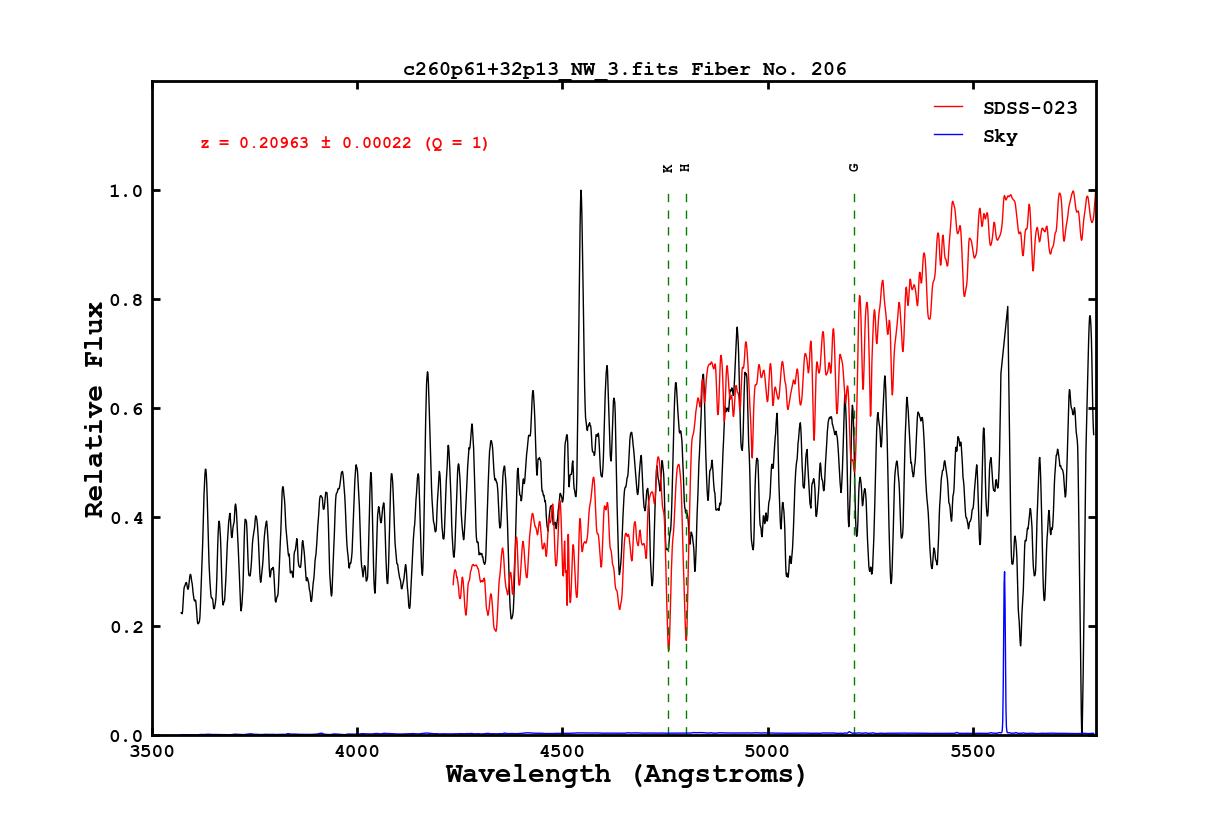 c260p61+32p13_NW_3.fits Fiber No. 206
SDSS-023
Sky
z = 0.20963 ± 0.00022 (Q = 1)
K
H
G
1.0
0.8
0.6
0.4
0.2
0.0
Relative Flux
3500
4000
4500
5000
5500
Wavelength (Angstroms)